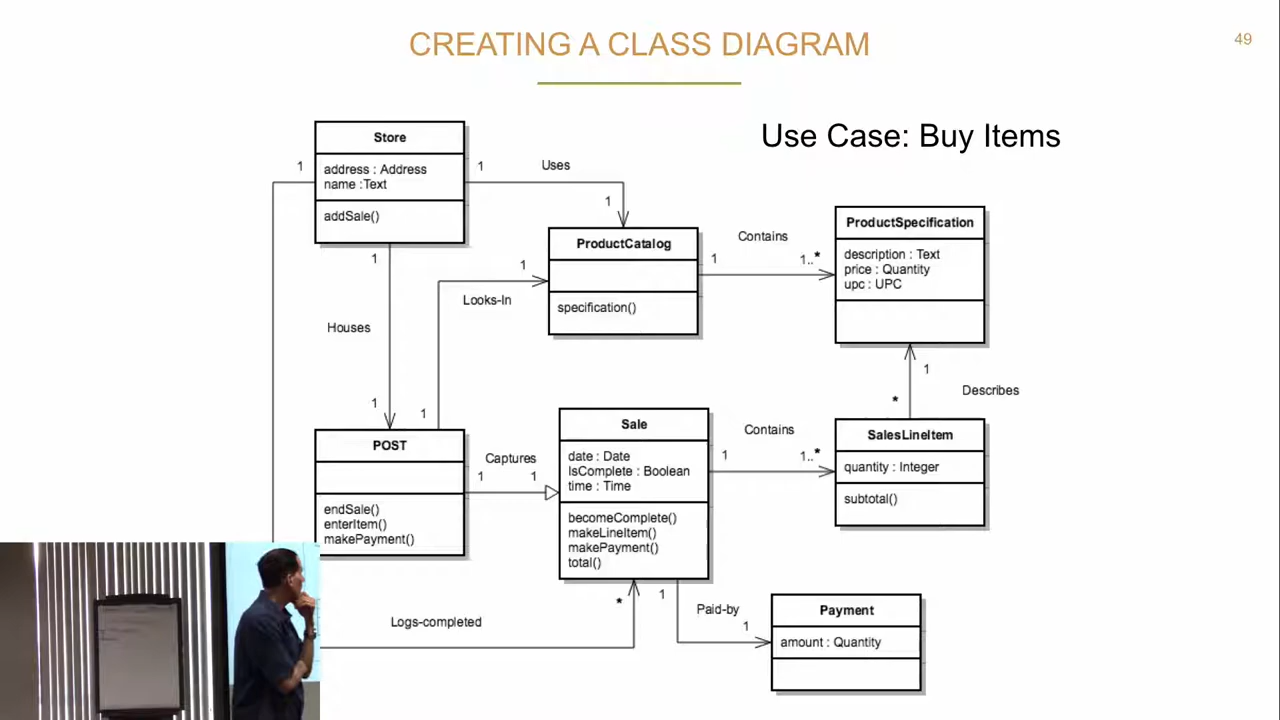 CREATING A CLASS DIAGRAM
49
Use Case: Buy Items
Store
address : Address
name :Text
addSale()
1
1
Uses
1
ProductCatalog
specification()
1
Contains
1..*
ProductSpecification
description : Text
price : Quantity
upc : UPC
1
Houses
1
1
Looks-In
1
1
Describes
*
POST
endSale()
enterItem()
makePayment()
Captures
1
1
Sale
date : Date
isComplete : Boolean
time : Time
becomeComplete()
makeLineItem()
makePayment()
total()
Contains
1
1..*
SalesLineItem
quantity : Integer
subtotal()
Logs-completed
*
1
Paid-by
1
Payment
amount : Quantity